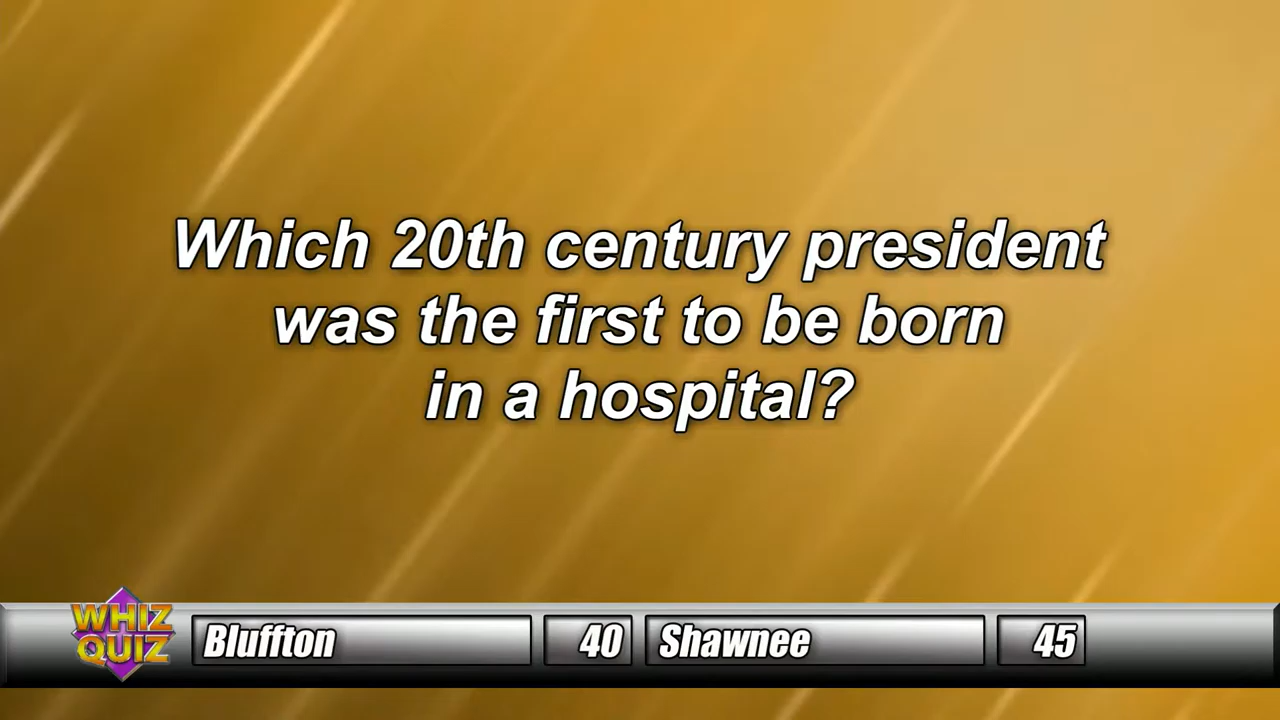 Which 20th century president
was the first to be born
in a hospital?
WHIZ
QUIZ
Bluffton 40 Shawnee 45